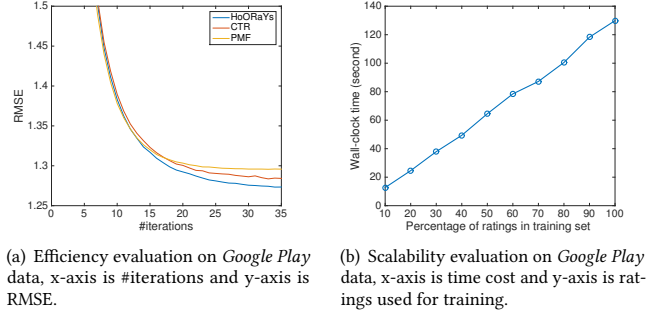 1.5
1.45
1.4
1.35
1.3
1.25
RMSE
0 5 10 15 20 25 30 35
#iterations
HoORaYs
CTR
PMF
(a) Efficiency evaluation on Google Play
data, x-axis is #iterations and y-axis is
RMSE.
140
120
100
80
60
40
20
0
Wall-clock time (second)
10 20 30 40 50 60 70 80 90 100
Percentage of ratings in training set
(b) Scalability evaluation on Google Play
data, x-axis is time cost and y-axis is rat-
ings used for training.